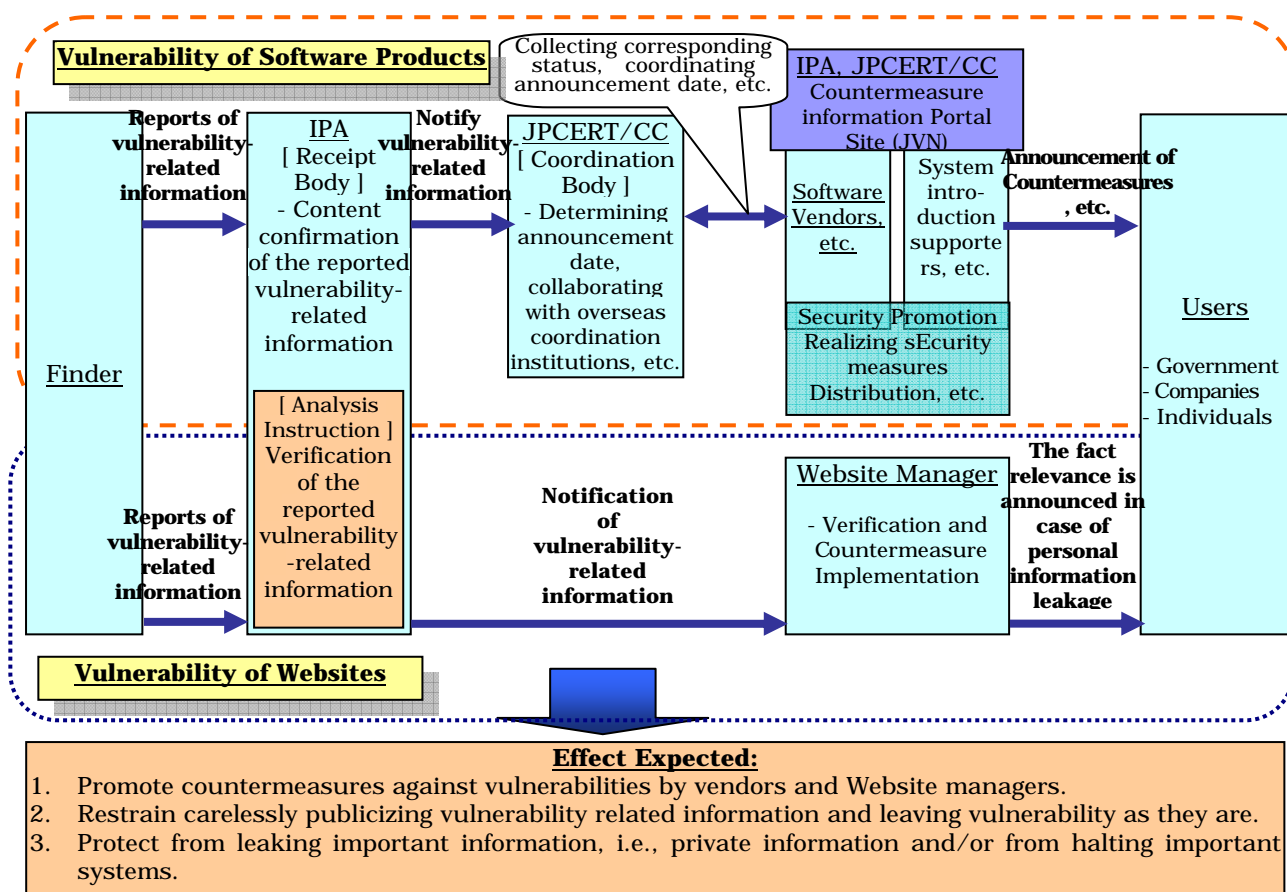 Vulnerability of Software Products
Collecting corresponding
status, coordinating
announcement date, etc.
IPA, JPCERT/CC
Countermeasure
information Portal
Site (JVN)
Reports of
vulnerability-
related
information
IPA
[ Receipt
Body ]
- Content
confirmation
of the reported
vulnerability-
related
information
Notify
vulnerability-
related
information
JPCERT/CC
[ Coordination
Body ]
- Determining
announcement
date,
collaborating
with overseas
coordination
institutions, etc.
Software
Vendors,
etc.
System
intro-
duction
supporte
rs, etc.
Announcement of
Countermeasures
, etc.
Security Promotion
Realizing sEcurity
measures
Distribution, etc.
Finder
Users
- Government
- Companies
- Individuals
[ Analysis
Instruction ]
Verification
of the
reported
vulnerability
-related
information
Reports of
vulnerability-
related
information
Notification
of
vulnerability-
related
information
Website Manager
- Verification and
Countermeasure
Implementation
The fact
relevance is
announced in
case of
personal
information
leakage
Vulnerability of Websites
Effect Expected:
1. Promote countermeasures against vulnerabilities by vendors and Website managers.
2. Restrain carelessly publicizing vulnerability related information and leaving vulnerability as they are.
3. Protect from leaking important information, i.e., private information and/or from halting important
systems.